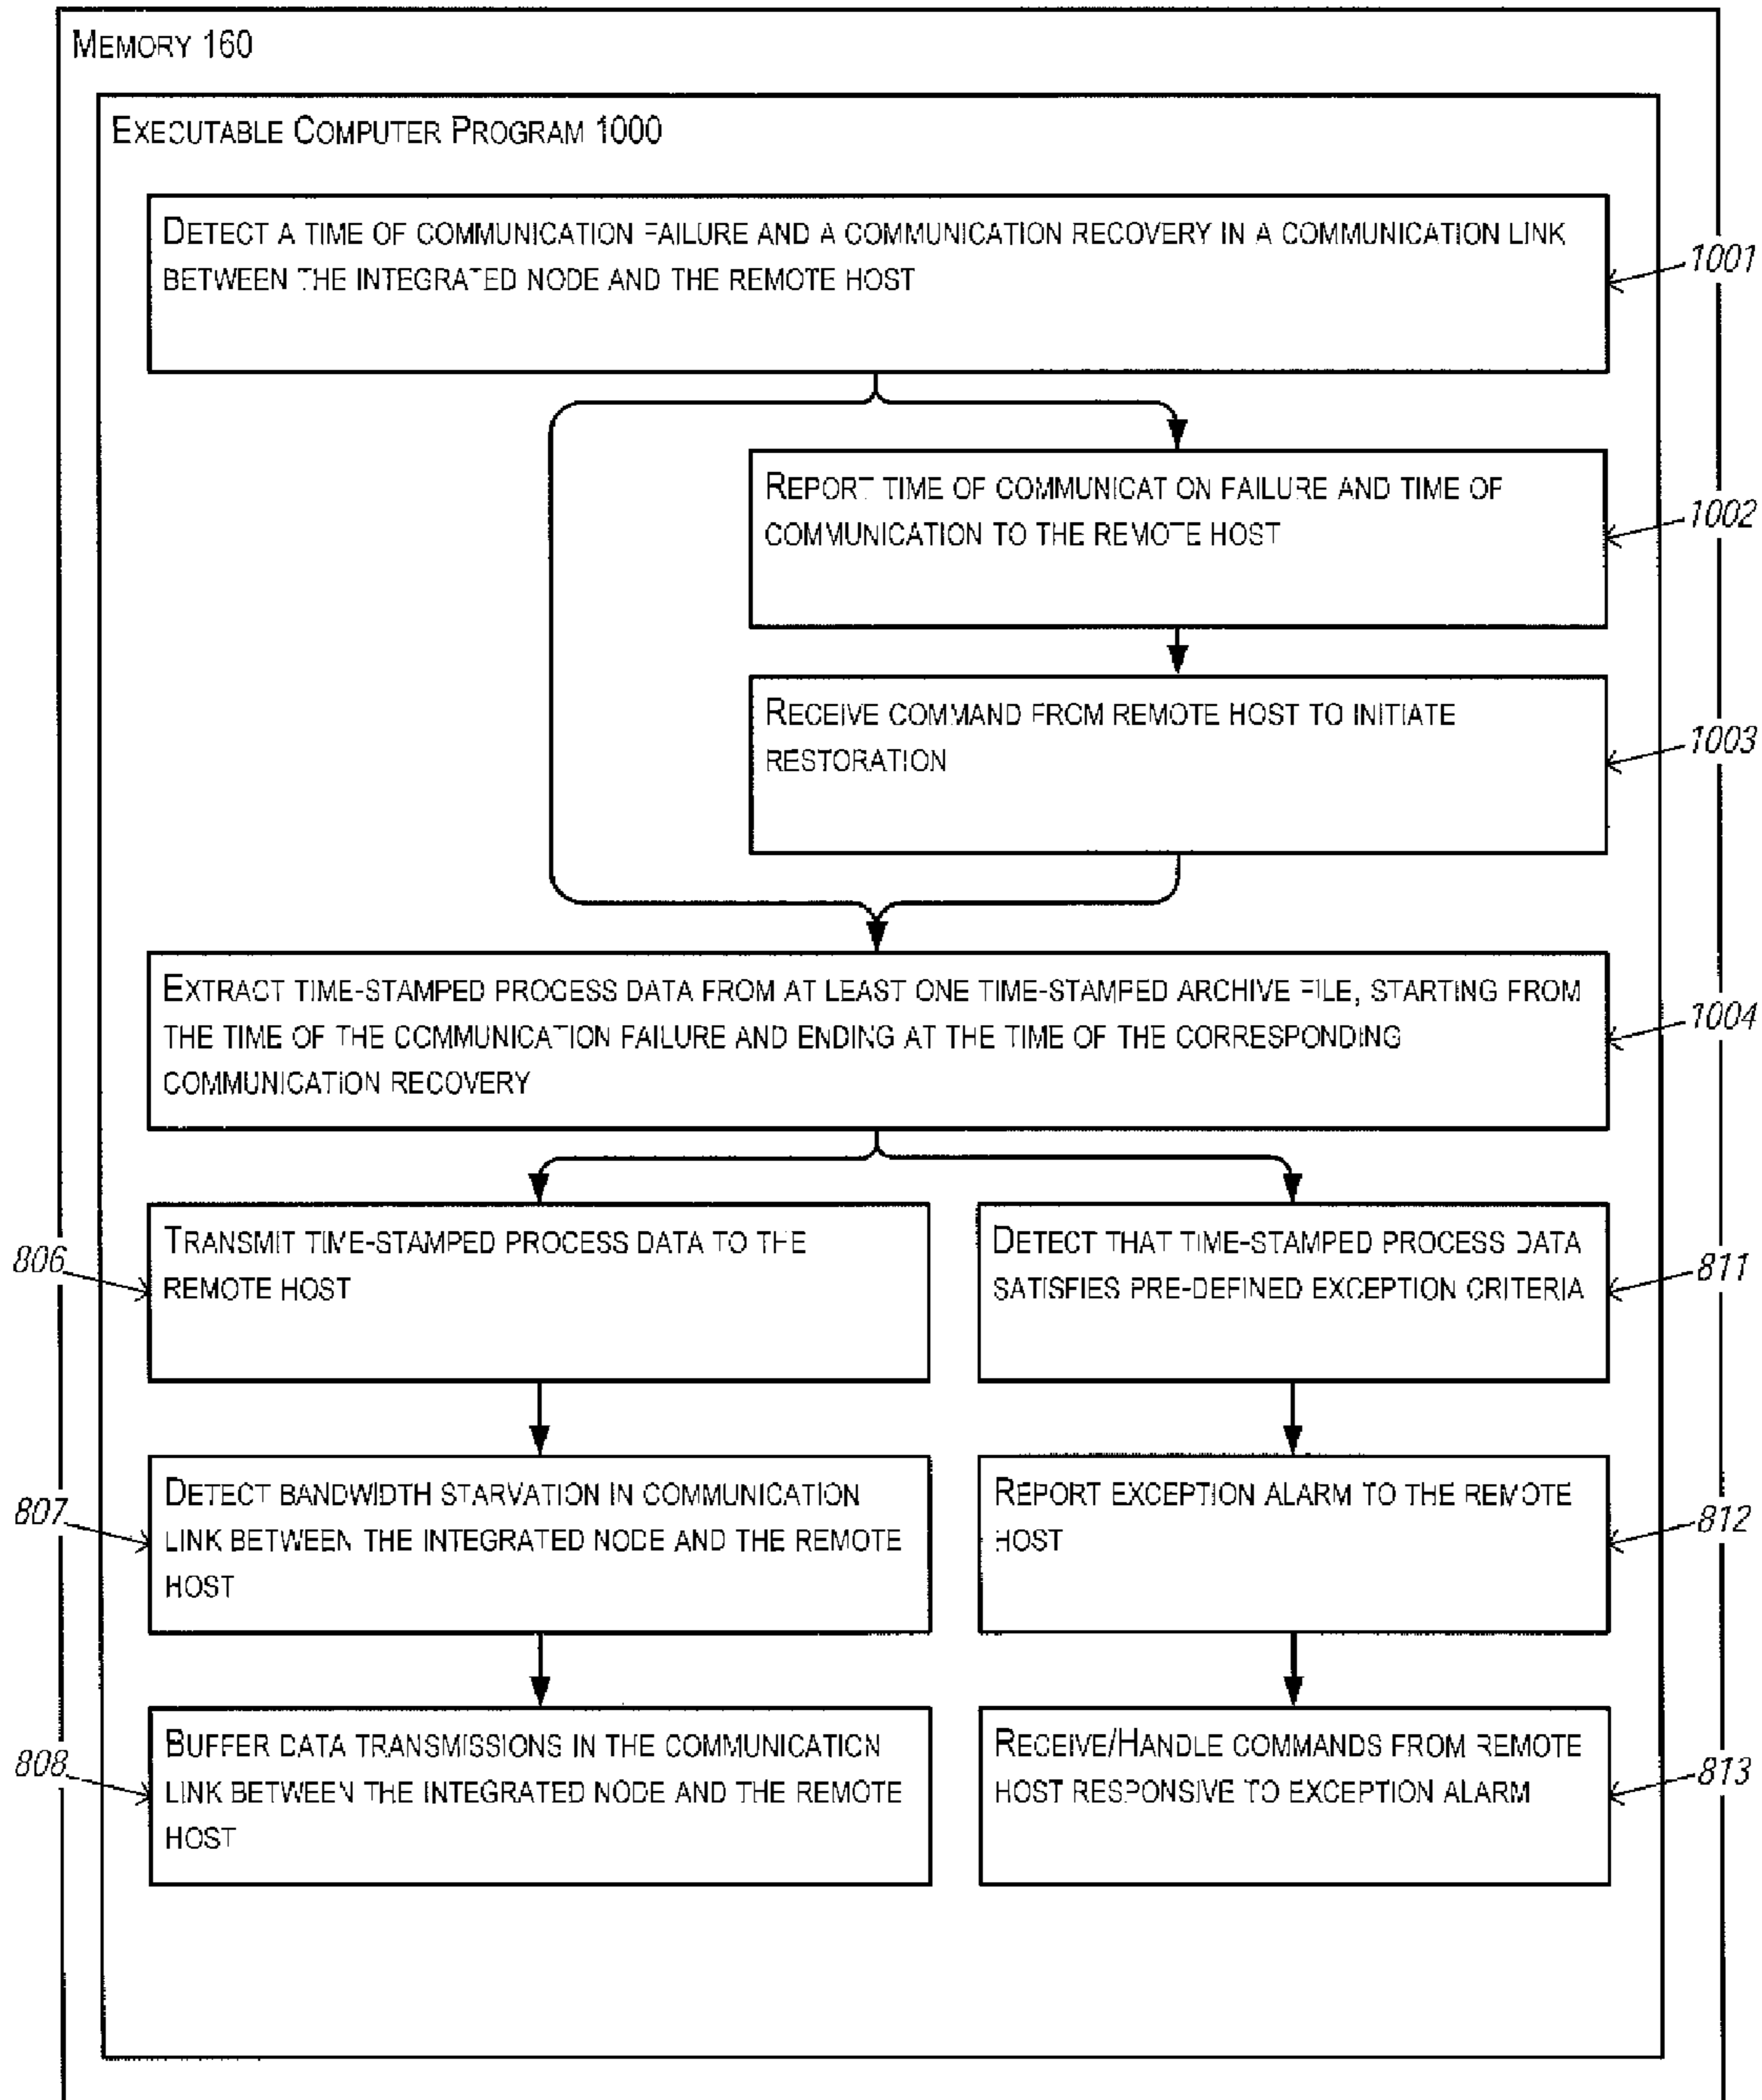 MEMORY 160
EXECUTABLE COMPUTER PROGRAM 1000
DETECT A TIME OF COMMUNICATION FAILURE AND A COMMUNICATION RECOVERY IN A COMMUNICATION LINK
BETWEEN THE INTEGRATED NODE AND THE REMOTE HOST
1001
REPORT TIME OF COMMUNICATION FAILURE AND TIME OF
COMMUNICATION TO THE REMOTE HOST
1002
RECEIVE COMMAND FROM REMOTE HOST TO INITIATE
RESTORATION
1003
EXTRACT TIME-STAMPED PROCESS DATA FROM AT LEAST ONE TIME-STAMPED ARCHIVE FILE, STARTING FROM
THE TIME OF THE COMMUNICATION FAILURE AND ENDING AT THE TIME OF THE CORRESPONDING
COMMUNICATION RECOVERY
1004
806
TRANSMIT TIME-STAMPED PROCESS DATA TO THE
REMOTE HOST
DETECT THAT TIME-STAMPED PROCESS DATA
SATISFIES PRE-DEFINED EXCEPTION CRITERIA
811
807
DETECT BANDWIDTH STARVATION IN COMMUNICATION
LINK BETWEEN THE INTEGRATED NODE AND THE REMOTE
HOST
REPORT EXCEPTION ALARM TO THE REMOTE
HOST
812
808
BUFFER DATA TRANSMISSIONS IN THE COMMUNICATION
LINK BETWEEN THE INTEGRATED NODE AND THE REMOTE
HOST
RECEIVE/HANDLE COMMANDS FROM REMOTE
HOST RESPONSIVE TO EXCEPTION ALARM
813